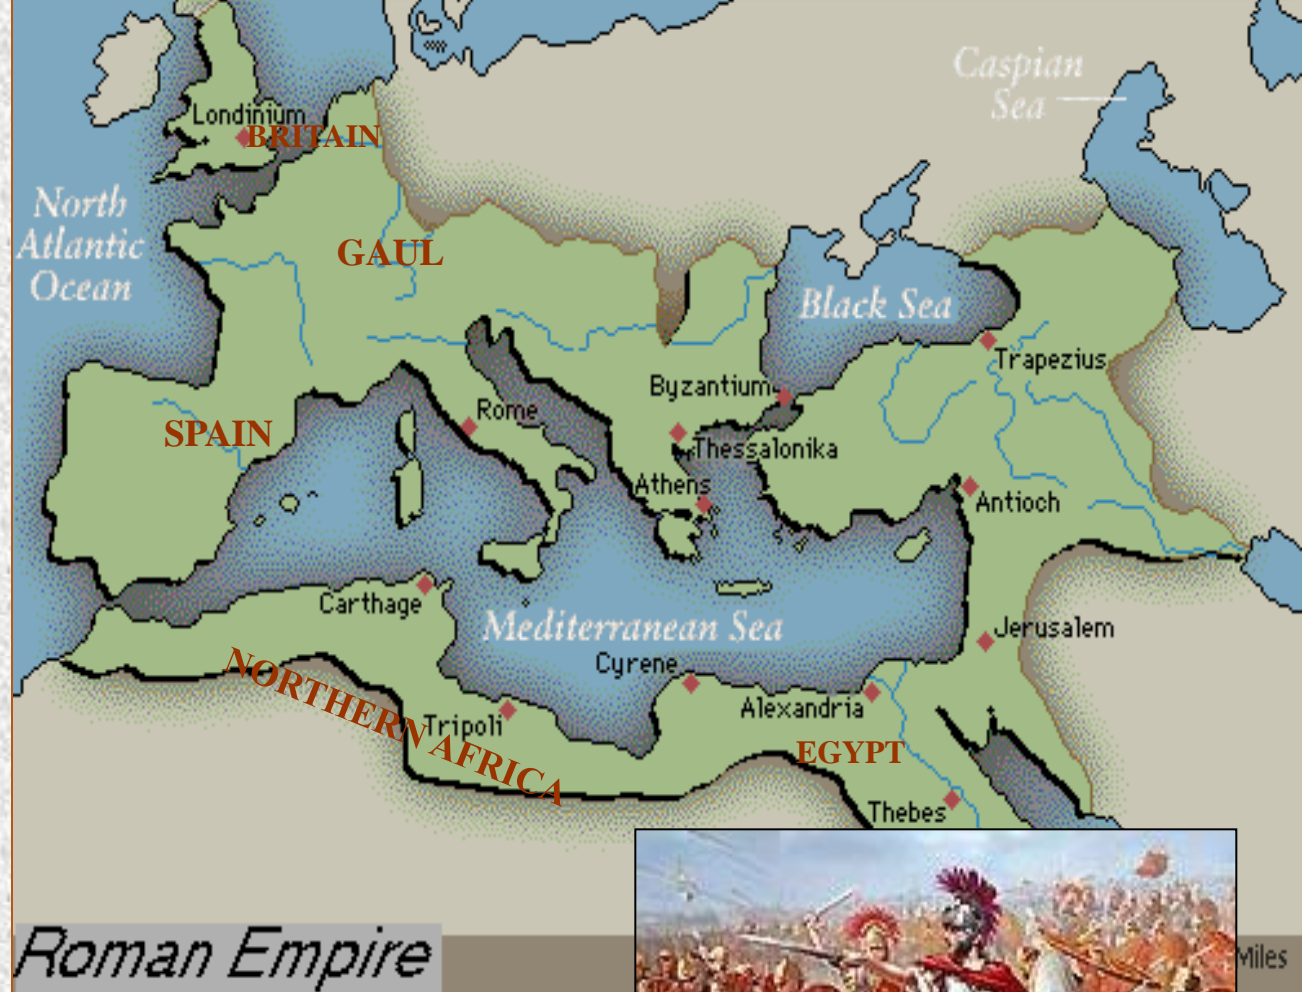 Caspian
Sea
Londinium
BRITAIN
North
Atlantic
Ocean
GAUL
Black Sea
Trapezius
Byzantium
Rome
SPAIN
Thessalonika
Athens
Antioch
Carthage
Mediterranean Sea
Jerusalem
Cyrene
NORTHERN AFRICA
Tripoli
Alexandria
EGYPT
Thebes
Roman Empire
Miles